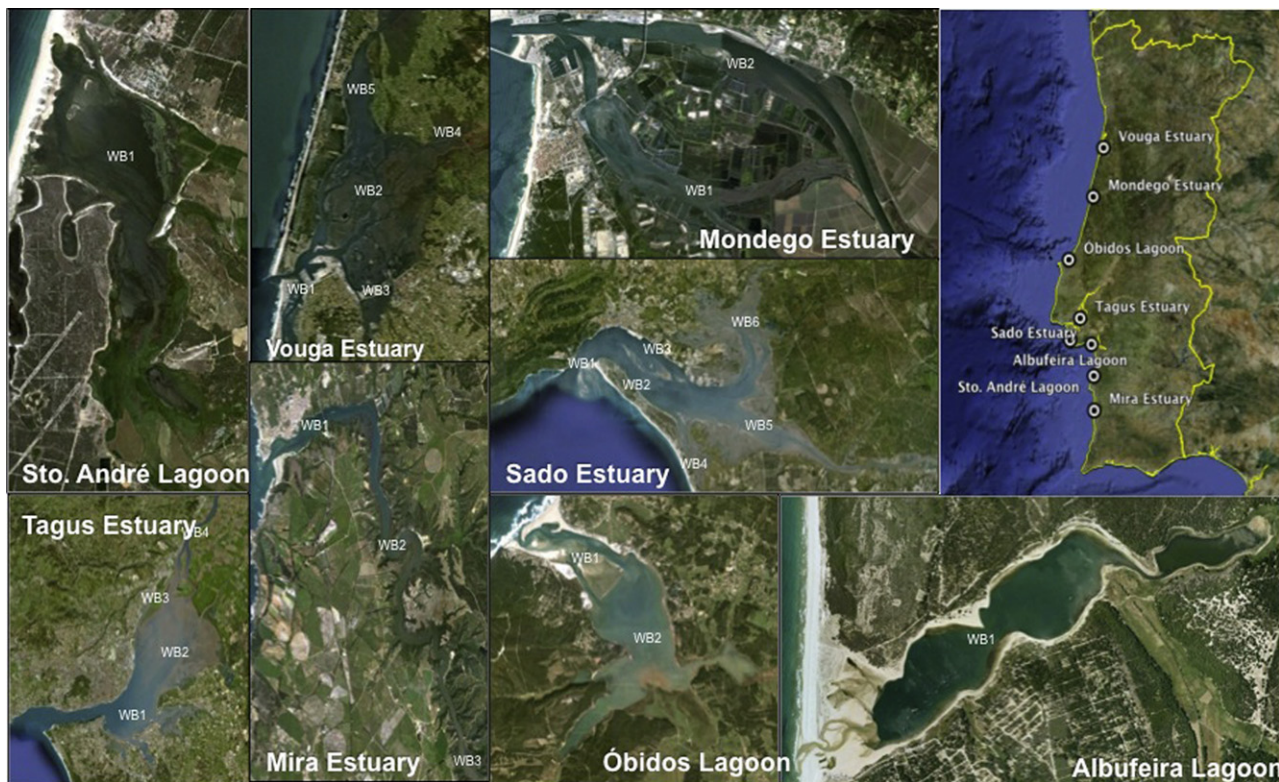 WB1
Sto. André Lagoon
WB5
WB4
WB2
WB1
WB3
Vouga Estuary
WB2
WB1
Mondego Estuary
WB6
WB3
WB1
WB2
WB5
WB4
Sado Estuary
Vouga Estuary
Mondego Estuary
Óbidos Lagoon
Tagus Estuary
Sado Estuary
Albufeira Lagoon
Sto. André Lagoon
Mira Estuary
Tagus Estuary
WB4
WB3
WB2
WB1
WB1
WB2
WB3
Mira Estuary
WB1
WB2
Óbidos Lagoon
WB1
Albufeira Lagoon